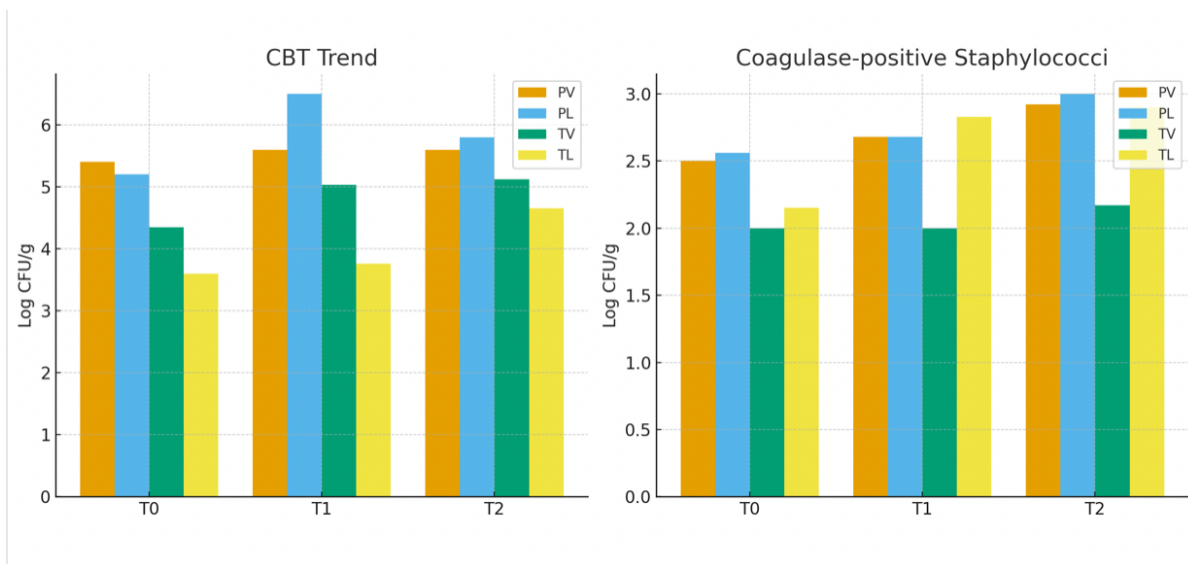 CBT Trend
Log CFU/g
6
5
4
3
2
1
0
T0
T1
T2
PV
PL
TV
TL
Coagulase-positive Staphylococci
Log CFU/g
3.0
2.5
2.0
1.5
1.0
0.5
0.0
T0
T1
T2
PV
PL
TV
TL